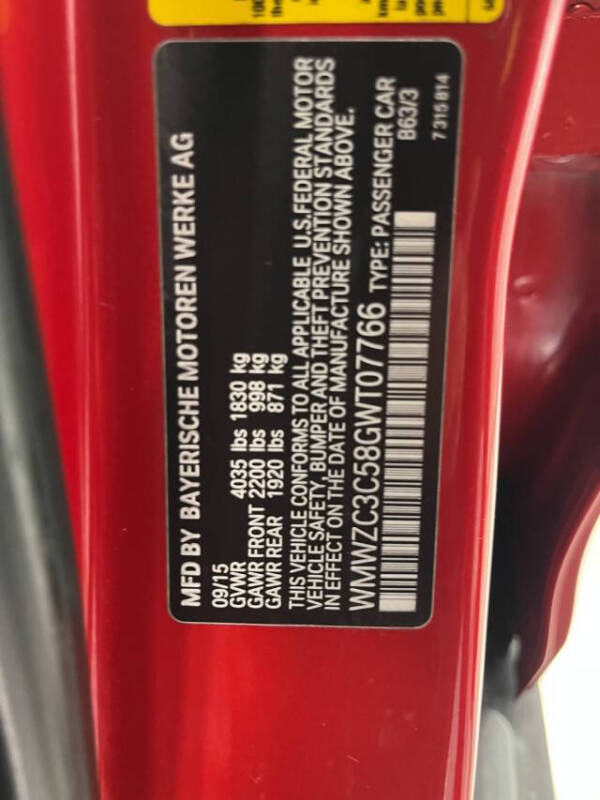 MFD BY BAYERISCHE MOTOREN WERKE AG
09/15
GVWR 4035 lbs 1830 kg
GAWR FRONT 2200 lbs 998 kg
GAWR REAR 1920 lbs 871 kg
THIS VEHICLE CONFORMS TO ALL APPLICABLE U.S.FEDERAL MOTOR
VEHICLE SAFETY, BUMPER AND THEFT PREVENTION STANDARDS
IN EFFECT ON THE DATE OF MANUFACTURE SHOWN ABOVE.
WMWZC3C58GWT07766 TYPE: PASSENGER CAR
B63/3
7 315 814